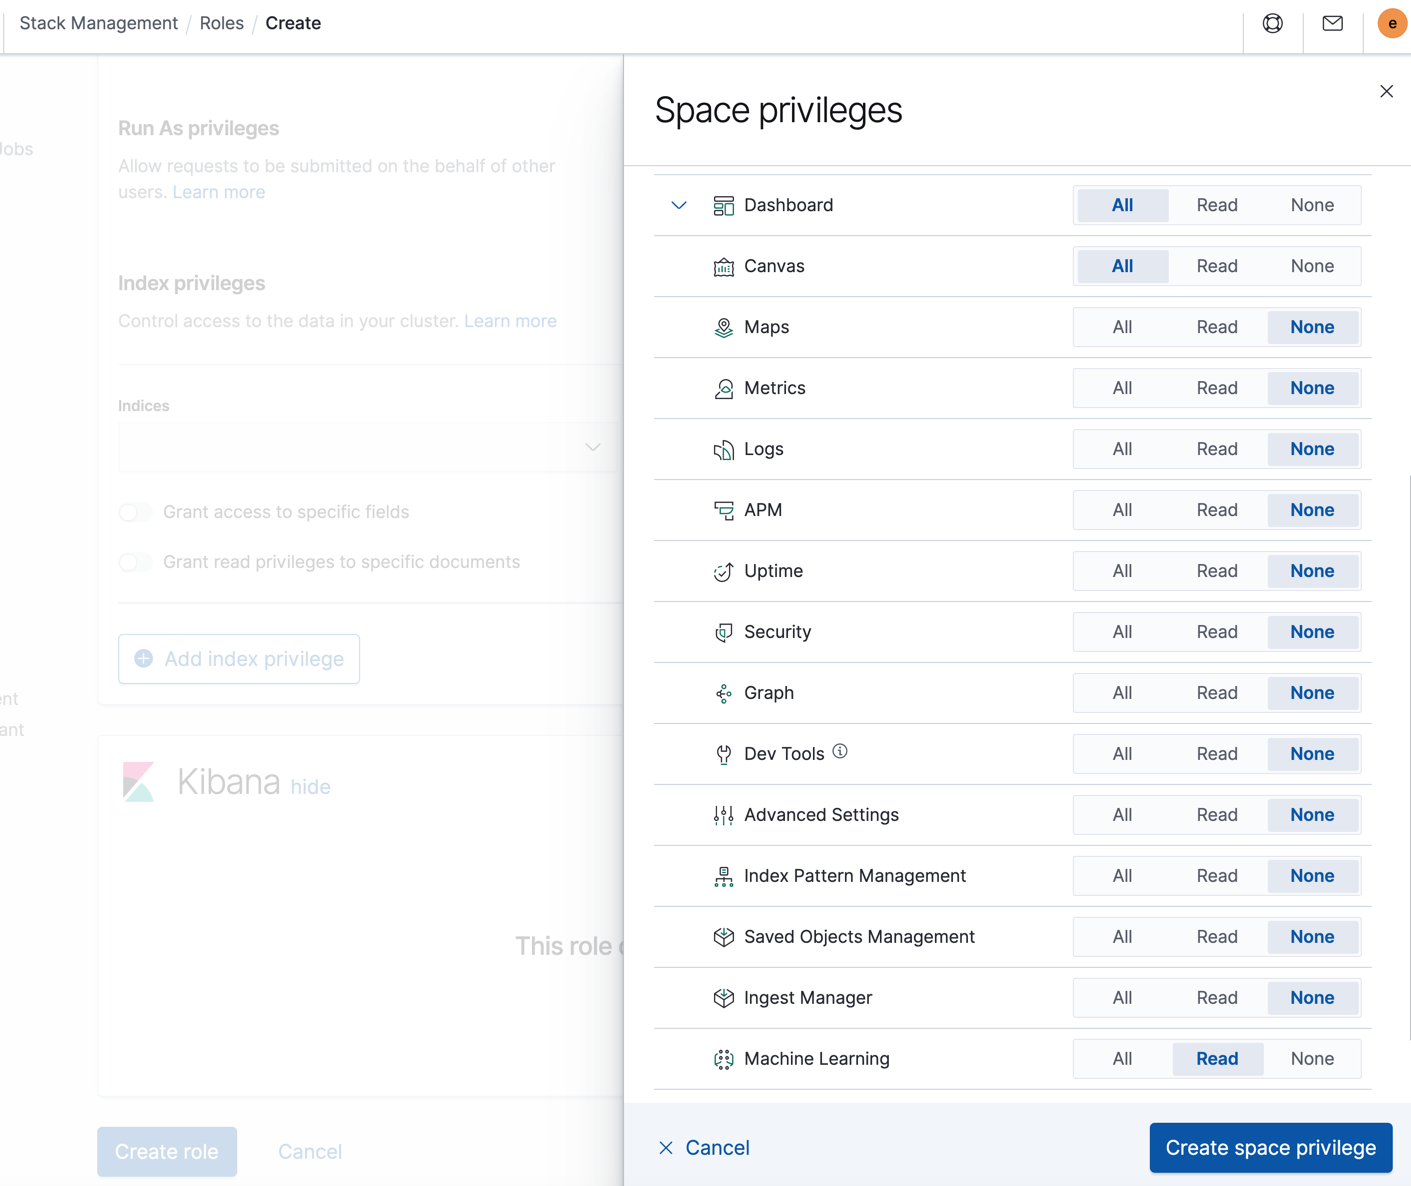 Stack Management / Roles / Create
e
Jobs
ent
ant
Run As privileges
Allow requests to be submitted on the behalf of other
users. Learn more
Index privileges
Control access to the data in your cluster. Learn more
Indices
Grant access to specific fields
Grant read privileges to specific documents
Add index privilege
Kibana hide
This role
Create role Cancel
Space privileges
Dashboard All Read None
Canvas All Read None
Maps All Read None
Metrics All Read None
Logs All Read None
APM All Read None
Uptime All Read None
Security All Read None
Graph All Read None
Dev Tools All Read None
Advanced Settings All Read None
Index Pattern Management All Read None
Saved Objects Management All Read None
Ingest Manager All Read None
Machine Learning All Read None
Cancel Create space privilege